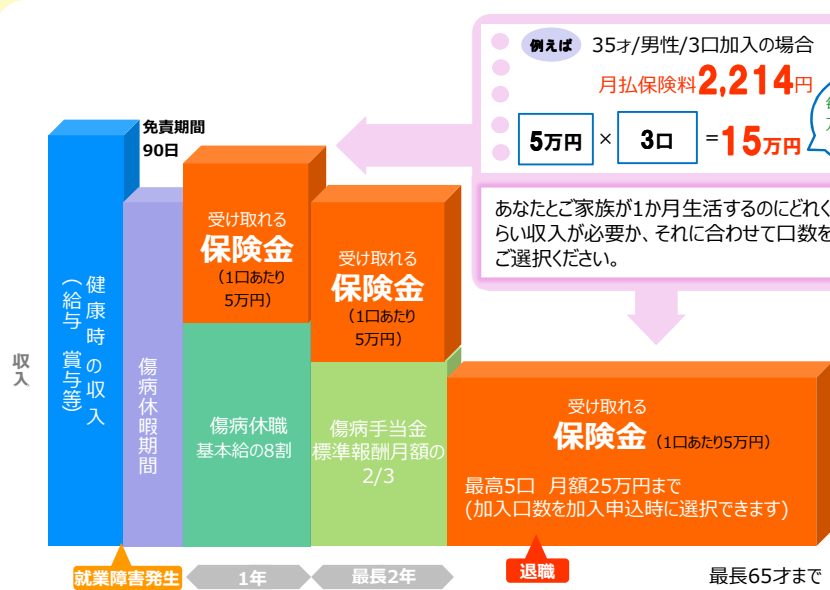 例えば 35才/男性/3口加入の場合
月払保険料2,214円
5万円 × 3口 =15万円
あなたとご家族が1か月生活するのにどれく
らい収入が必要か、それに合わせて口数を
ご選択ください。
免責期間
90日
収入
健康時の収入
（給与 賞与等）
傷病休暇期間
受け取れる
保険金
（1口あたり
5万円）
傷病休職
基本給の8割
受け取れる
保険金
（1口あたり
5万円）
傷病手当金
標準報酬月額の
2/3
受け取れる
保険金 （1口あたり5万円）
最高5口 月額25万円まで
(加入口数を加入申込時に選択できます)
就業障害発生
1年
最長2年
退職
最長65才まで